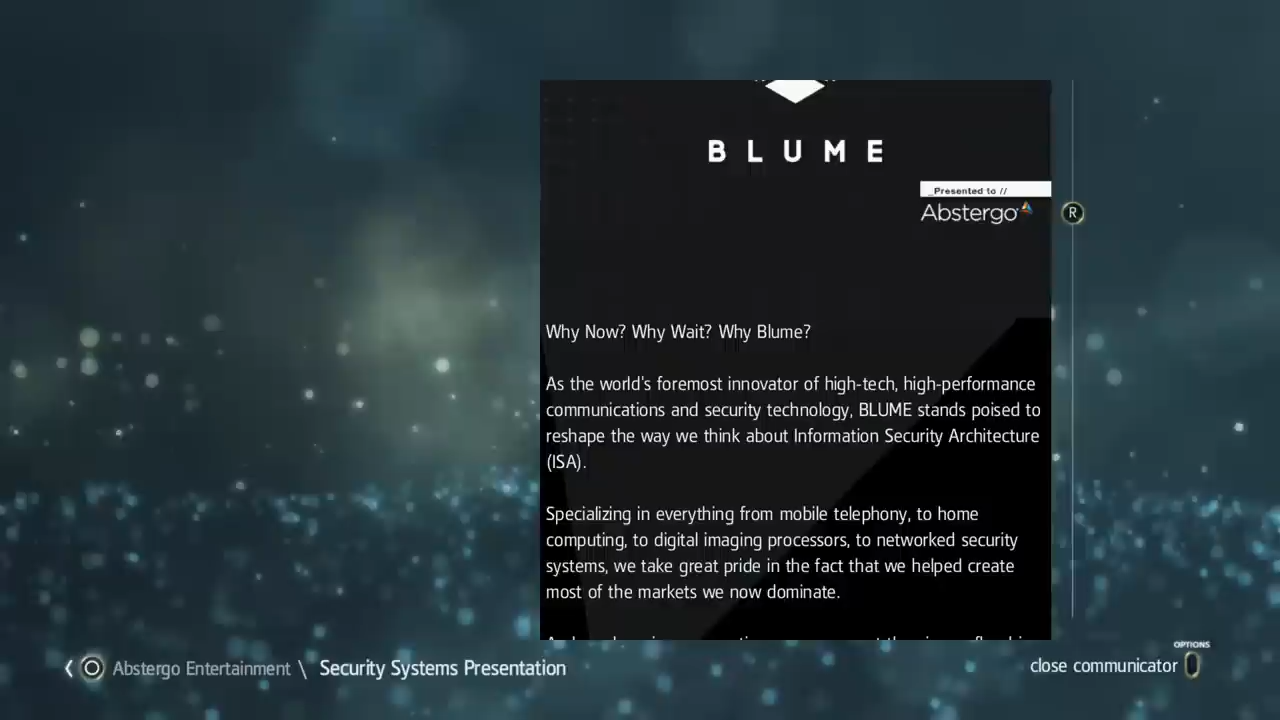 BLUME
_Presented to //
Abstergo
R
Why Now? Why Wait? Why Blume?
As the world's foremost innovator of high-tech, high-performance
communications and security technology, BLUME stands poised to
reshape the way we think about Information Security Architecture
(ISA).
Specializing in everything from mobile telephony, to home
computing, to digital imaging processors, to networked security
systems, we take great pride in the fact that we helped create
most of the markets we now dominate.
Abstergo Entertainment \ Security Systems Presentation
OPTIONS
close communicator